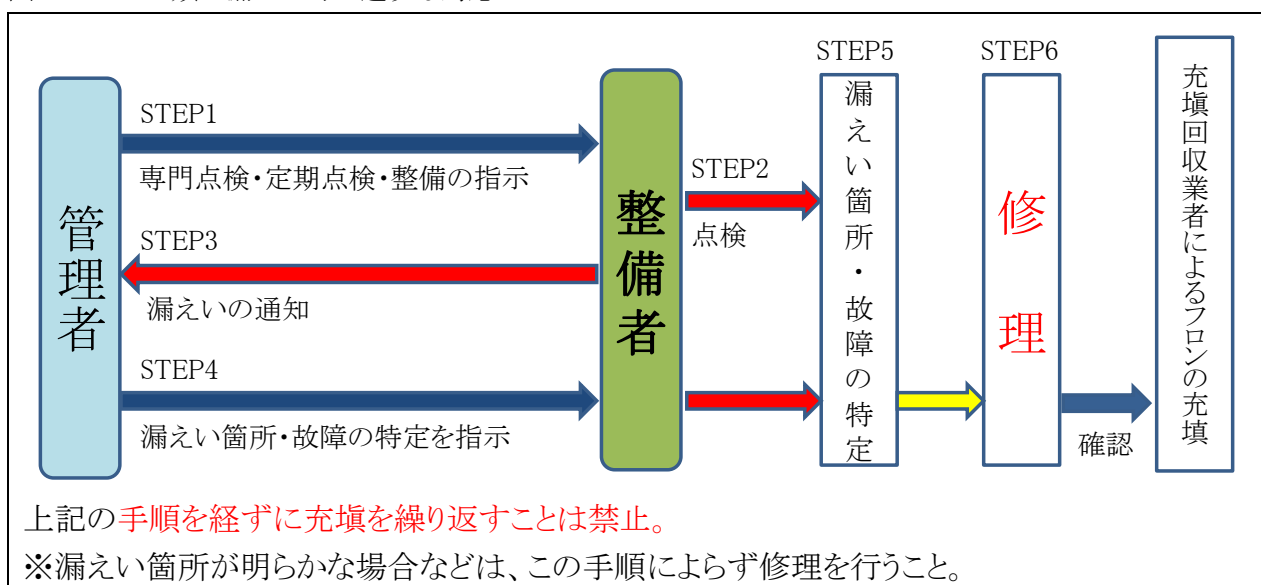 管理者
STEP1
専門点検・定期点検・整備の指示
STEP3
漏えいの通知
STEP4
漏えい箇所・故障の特定を指示
整備者
STEP2
点検
STEP5
漏えい箇所・故障の特定
STEP6
修理
確認
充塡回収業者によるフロンの充塡
上記の手順を経ずに充塡を繰り返すことは禁止。
※漏えい箇所が明らかな場合などは、この手順によらず修理を行うこと。